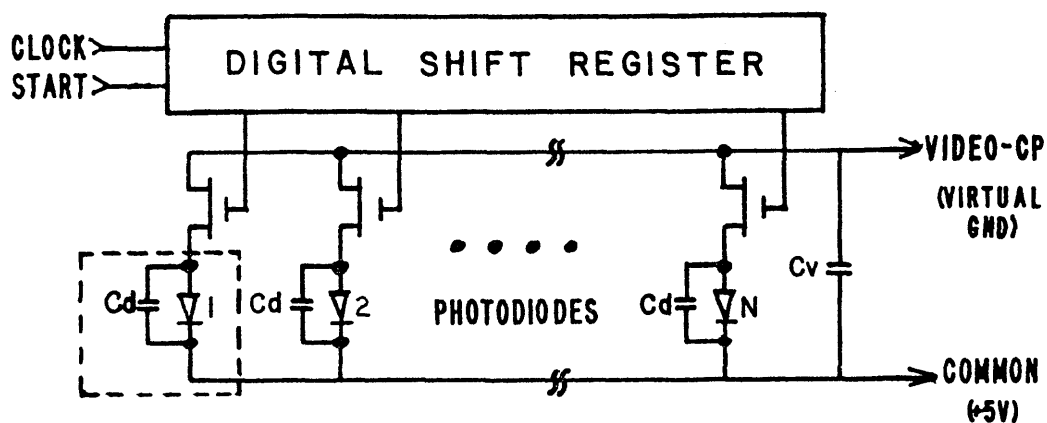 CLOCK
START
DIGITAL SHIFT REGISTER
VIDEO-CP
(VIRTUAL
GND)
Cd 1
Cd 2
PHOTODIODES
Cd N
Cv
COMMON
(+5V)